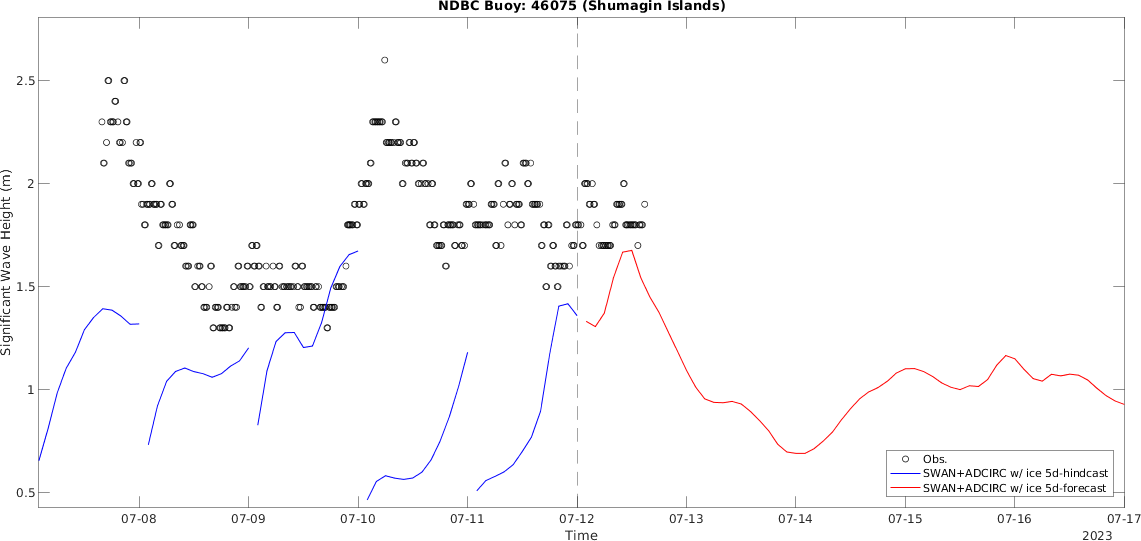 NDBC Buoy: 46075 (Shumagin Islands)
Significant Wave Height (m)
2.5
2
1.5
1
0.5
Obs.
SWAN+ADCIRC w/ ice 5d-hindcast
SWAN+ADCIRC w/ ice 5d-forecast
07-08 07-09 07-10 07-11 07-12 07-13 07-14 07-15 07-16 07-17
Time
2023